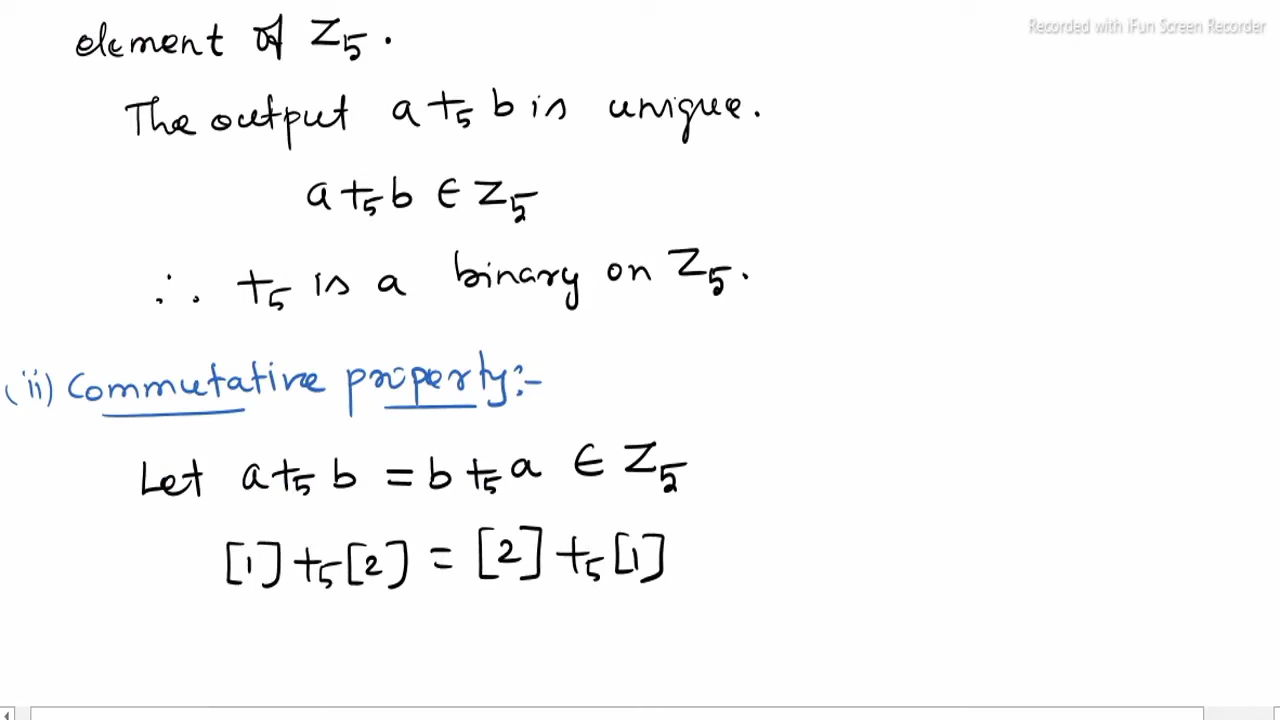 Recorded with iFun Screen Recorder
element of Z₅.
The output a +₅ b is unique.
a +₅ b ∈ Z₅
∴ +₅ is a binary on Z₅.
(ii) Commutative property:-
Let a +₅ b = b +₅ a ∈ Z₅
[1] +₅ [2] = [2] +₅ [1]